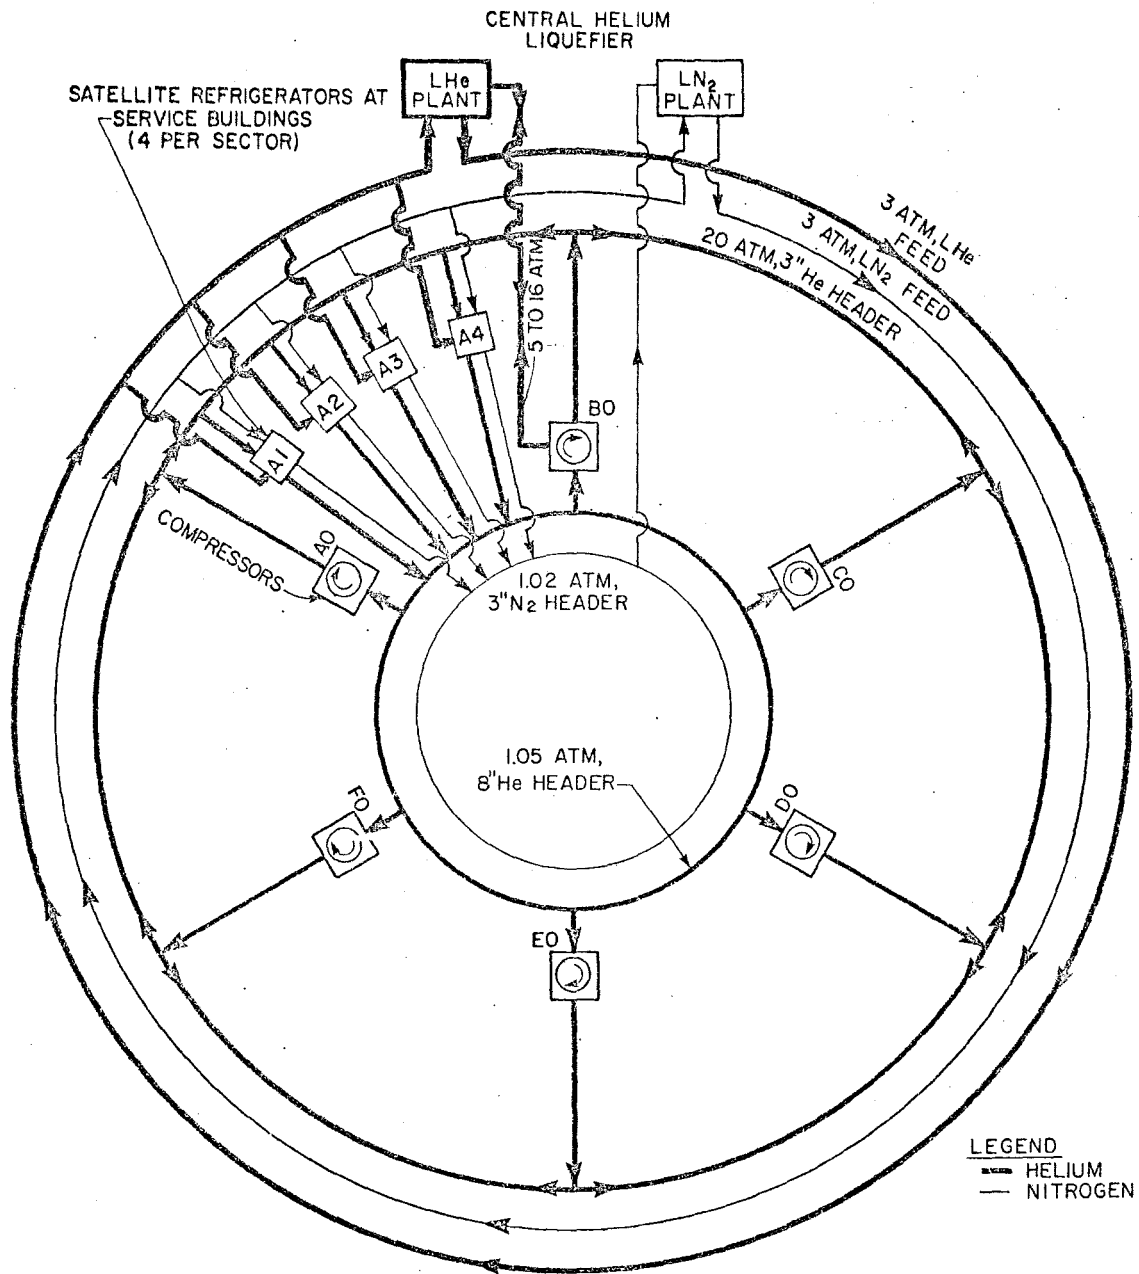 CENTRAL HELIUM
LIQUEFIER
LHe
PLANT
LN2
PLANT
SATELLITE REFRIGERATORS AT
SERVICE BUILDINGS
(4 PER SECTOR)
3 ATM, LHe
FEED
3 ATM, LN2 FEED
20 ATM, 3" He HEADER
5 TO 16 ATM
A4
A3
A2
A1
BO
COMPRESSORS
AO
CO
1.02 ATM,
3" N2 HEADER
1.05 ATM,
8" He HEADER
FO
DO
EO
LEGEND
HELIUM
NITROGEN